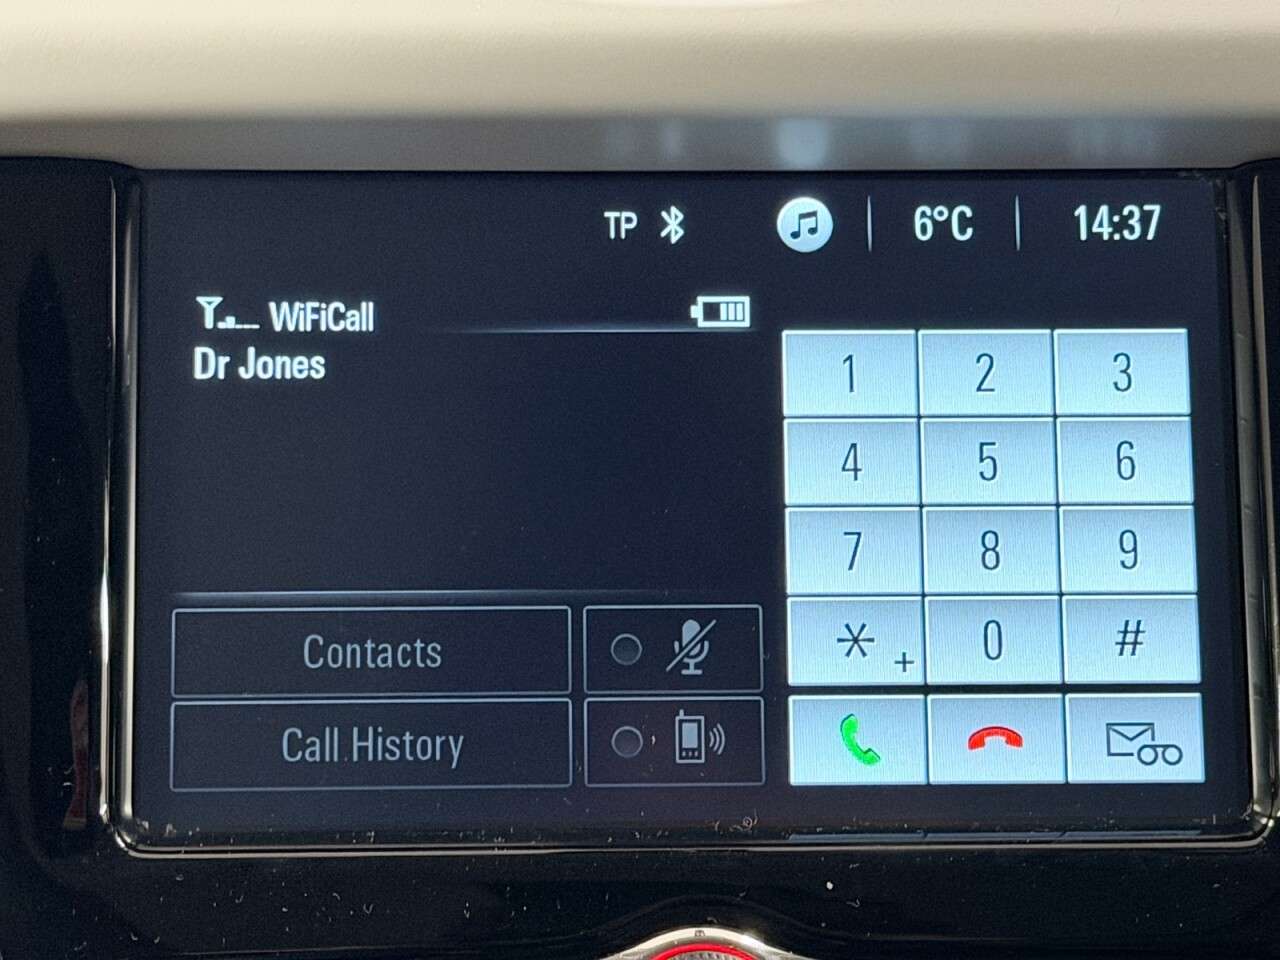 TP 6°C 14:37
WiFiCall
Dr Jones
1 2 3
4 5 6
7 8 9
* + 0 #
Contacts
Call History